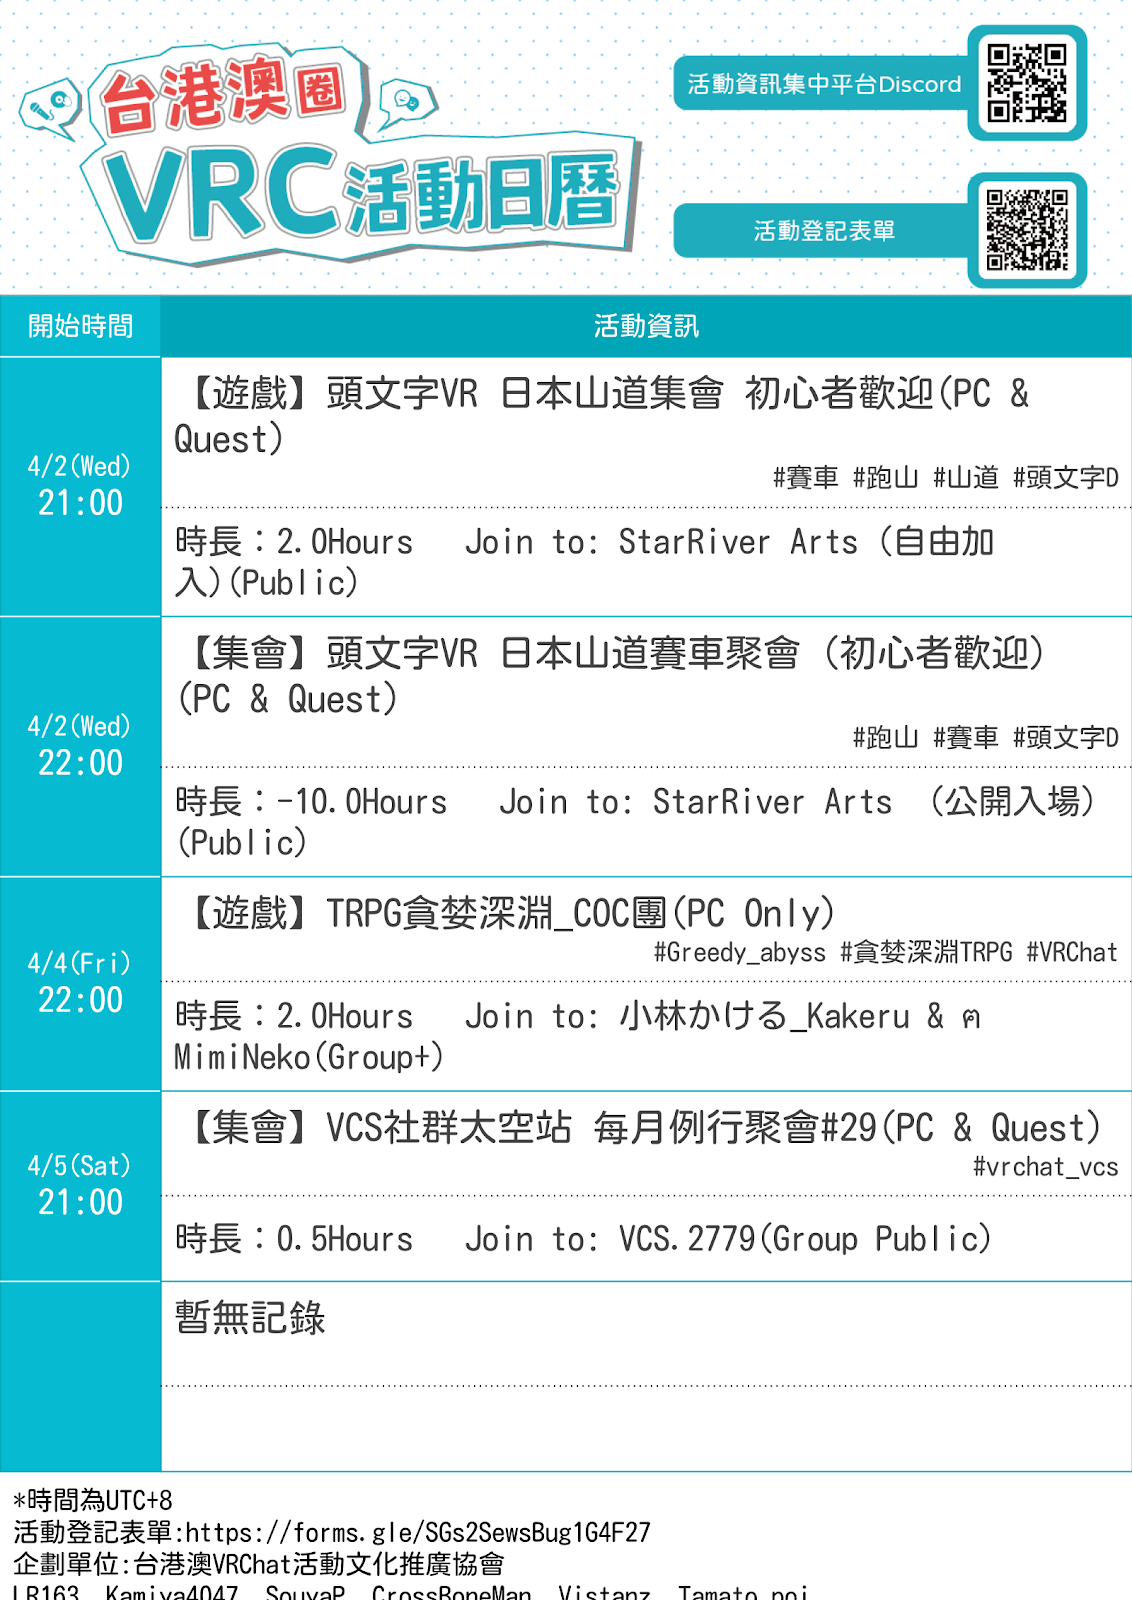 台港澳圈
VRC活動日曆
活動資訊集中平台Discord
活動登記表單
開始時間
活動資訊
4/2(Wed)
21:00
【遊戲】頭文字VR 日本山道集會 初心者歡迎(PC &
Quest)
#賽車 #跑山 #山道 #頭文字D
時長：2.0Hours Join to: StarRiver Arts (自由加
入)(Public)
4/2(Wed)
22:00
【集會】頭文字VR 日本山道賽車聚會 (初心者歡迎)
(PC & Quest)
#跑山 #賽車 #頭文字D
時長：-10.0Hours Join to: StarRiver Arts （公開入場）
(Public)
4/4(Fri)
22:00
【遊戲】TRPG貪婪深淵_COC團(PC Only)
#Greedy_abyss #貪婪深淵TRPG #VRChat
時長：2.0Hours Join to: 小林かける_Kakeru & ฅ
MimiNeko(Group+)
4/5(Sat)
21:00
【集會】VCS社群太空站 每月例行聚會#29(PC & Quest)
#vrchat_vcs
時長：0.5Hours Join to: VCS.2779(Group Public)
暫無記錄
*時間為UTC+8
活動登記表單:https://forms.gle/SGs2SewsBug1G4F27
企劃單位:台港澳VRChat活動文化推廣協會
LR163, Kamiya4047, SouyaP, CrossBoneMan, Vistanz, Tamato_poi